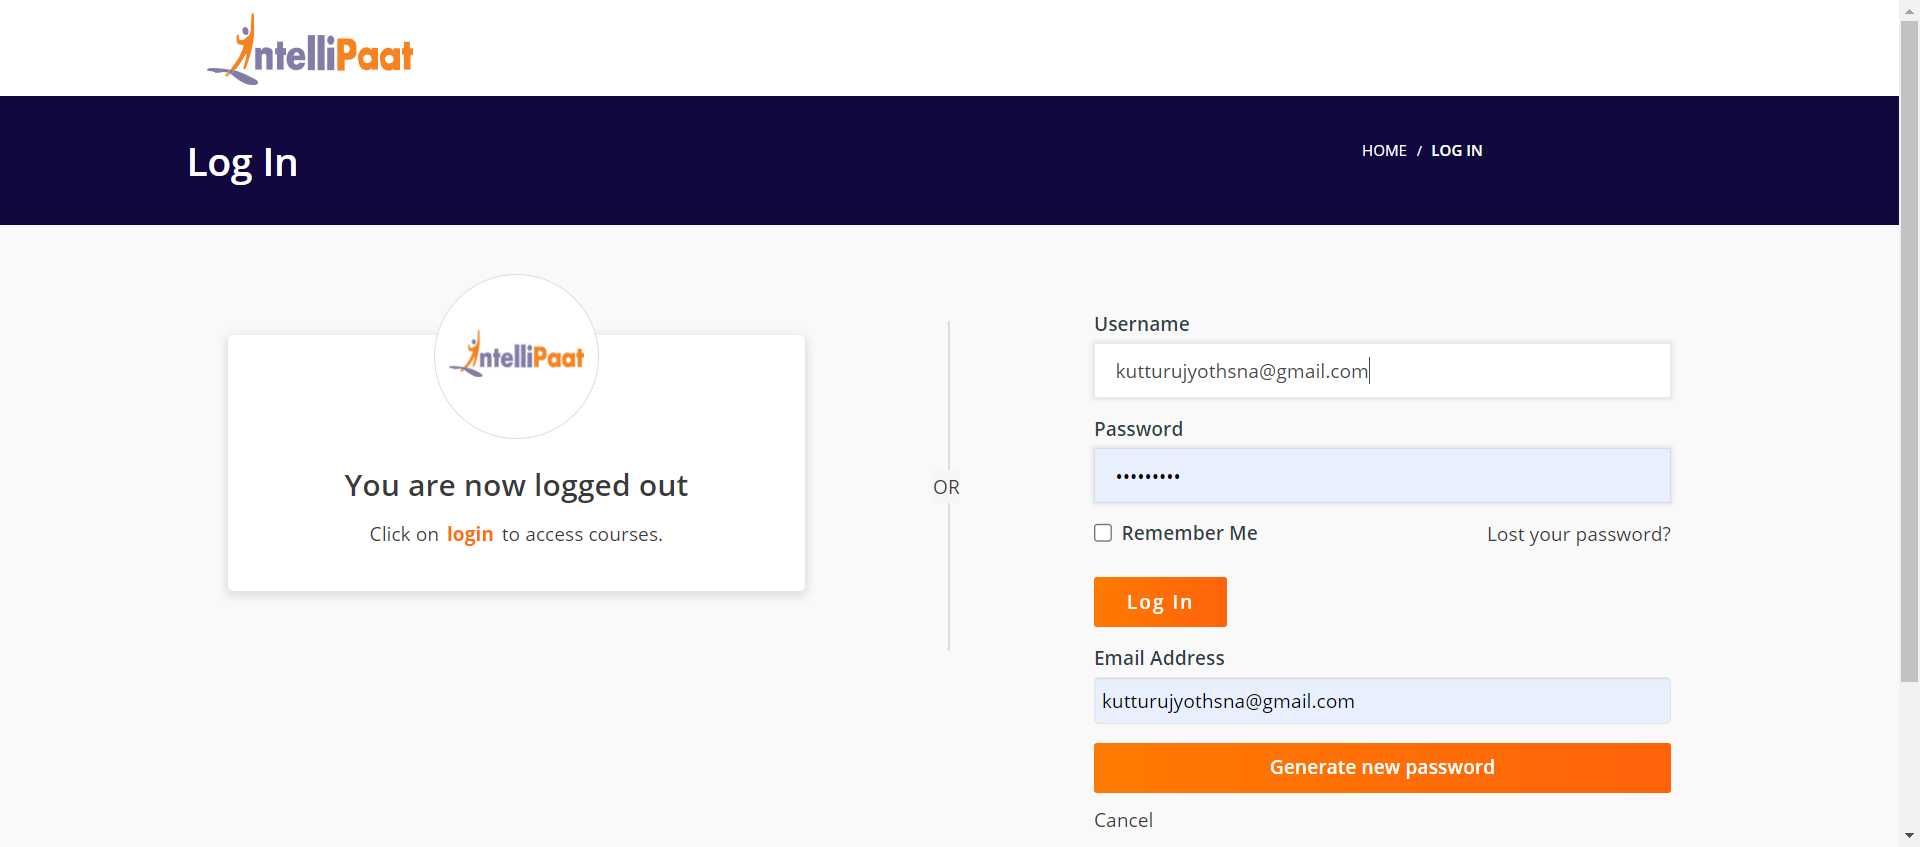 IntelliPaat
Log In
HOME / LOG IN
IntelliPaat
You are now logged out
Click on login to access courses.
OR
Username
kutturujyothsna@gmail.com
Password
•••••••••
Remember Me
Lost your password?
Log In
Email Address
kutturujyothsna@gmail.com
Generate new password
Cancel